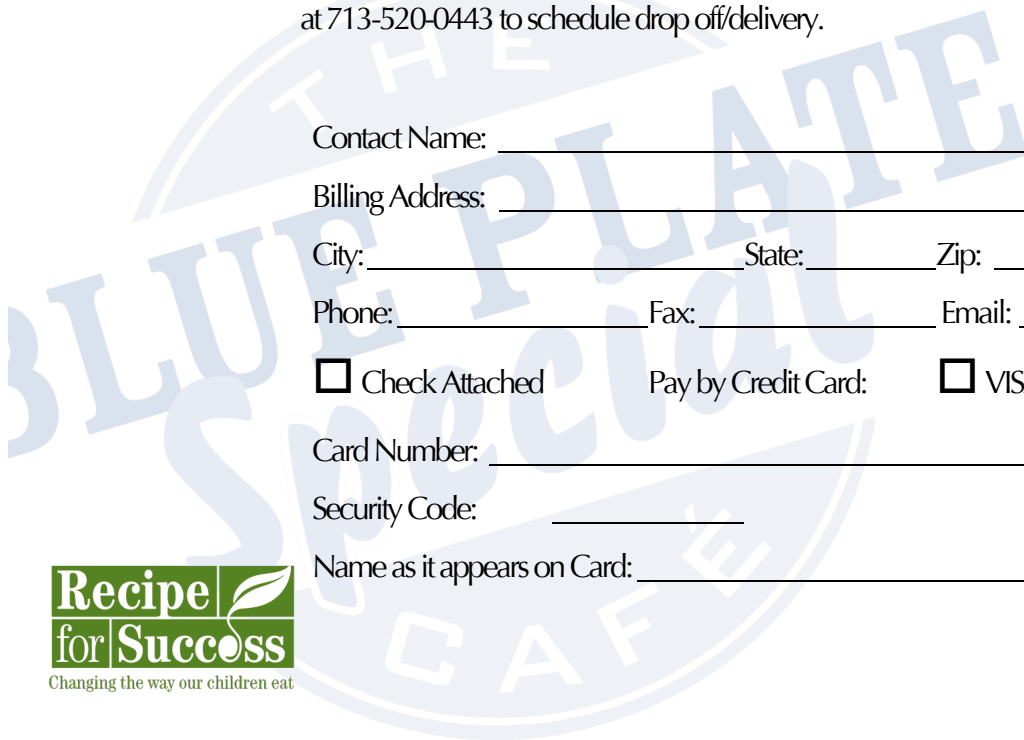 at 713-520-0443 to schedule drop off/delivery.
THE
BLUE PLATE
Special
CAFÉ
Contact Name:
Billing Address:
City: State: Zip:
Phone: Fax: Email:
Check Attached Pay by Credit Card: VIS
Card Number:
Security Code:
Name as it appears on Card:
Recipe
for Success
Changing the way our children eat